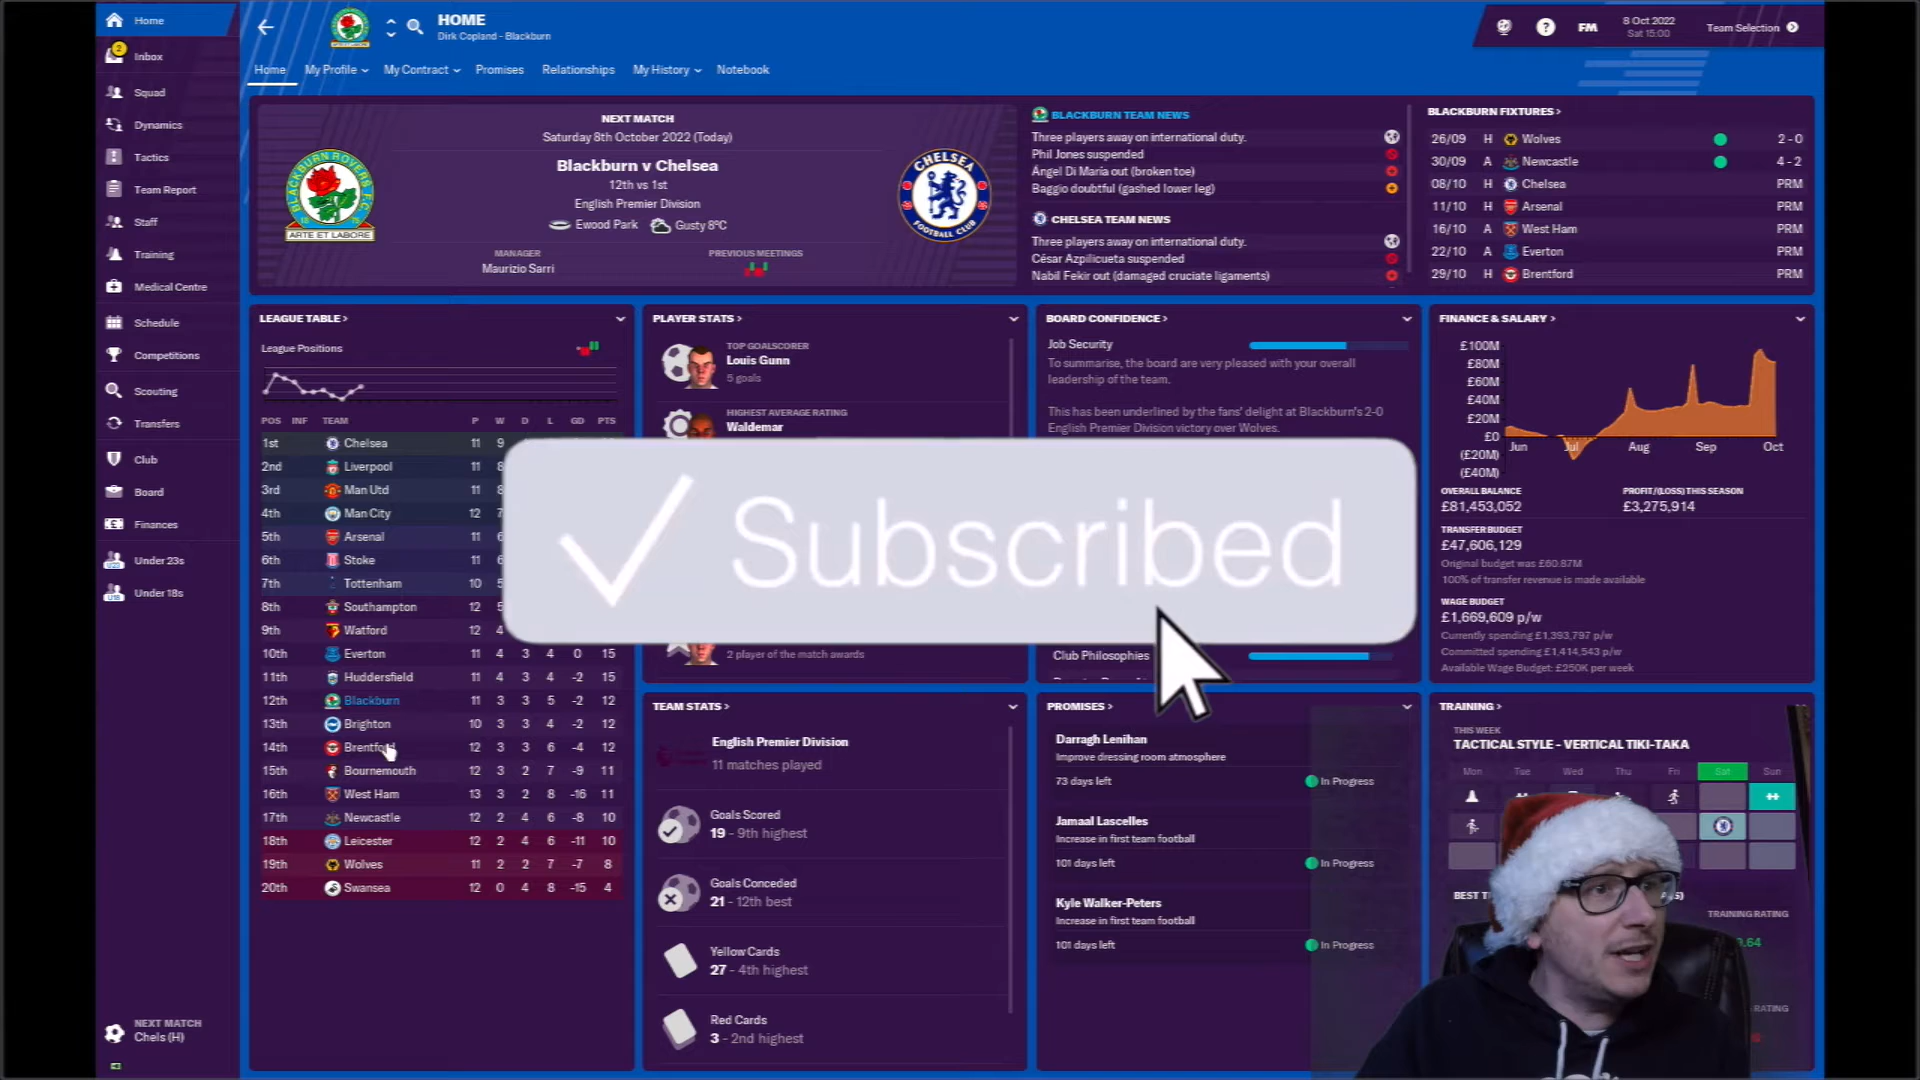 Home
HOME
Dirk Copland - Blackburn
8 Oct 2022
Sat 15:00
FM
Team Selection
2
Inbox
Squad
Dynamics
Tactics
Team Report
Staff
Training
Medical Centre
Schedule
Competitions
Scouting
Transfers
Club
Board
Finances
Under 23s
Under 18s
NEXT MATCH
Chels (H)
Home My Profile My Contract Promises Relationships My History Notebook
NEXT MATCH
Saturday 8th October 2022 (Today)
Blackburn v Chelsea
12th vs 1st
English Premier Division
Ewood Park Gusty 8°C
MANAGER
Maurizio Sarri
PREVIOUS MEETINGS
BLACKBURN ROVERS F.C.
ARTE ET LABORE
CHELSEA
FOOTBALL CLUB
BLACKBURN TEAM NEWS
Three players away on international duty.
Phil Jones suspended
Ángel Di María out (broken toe)
Baggio doubtful (gashed lower leg)
CHELSEA TEAM NEWS
Three players away on international duty.
César Azpilicueta suspended
Nabil Fekir out (damaged cruciate ligaments)
BLACKBURN FIXTURES >
26/09 H Wolves 2 - 0
30/09 A Newcastle 4 - 2
08/10 H Chelsea PRM
11/10 H Arsenal PRM
16/10 A West Ham PRM
22/10 A Everton PRM
29/10 H Brentford PRM
LEAGUE TABLE >
League Positions
POS INF TEAM P W D L GD PTS
1st Chelsea 11 9
2nd Liverpool 11 8
3rd Man Utd 11 8
4th Man City 12 7
5th Arsenal 11 6
6th Stoke 11 6
7th Tottenham 10 5
8th Southampton 12 5
9th Watford 12 4
10th Everton 11 4 3 4 0 15
11th Huddersfield 11 4 3 4 -2 15
12th Blackburn 11 3 3 5 -2 12
13th Brighton 10 3 3 4 -2 12
14th Brentford 12 3 3 6 -4 12
15th Bournemouth 12 3 2 7 -9 11
16th West Ham 13 3 2 8 -16 11
17th Newcastle 12 2 4 6 -8 10
18th Leicester 12 2 4 6 -11 10
19th Wolves 11 2 2 7 -7 8
20th Swansea 12 0 4 8 -15 4
PLAYER STATS >
TOP GOALSCORER
Louis Gunn
5 goals
HIGHEST AVERAGE RATING
Waldemar
2 player of the match awards
BOARD CONFIDENCE >
Job Security
To summarise, the board are very pleased with your overall
leadership of the team.
This has been underlined by the fans' delight at Blackburn's 2-0
English Premier Division victory over Wolves.
Club Philosophies
Subscribed
FINANCE & SALARY >
£100M
£80M
£60M
£40M
£20M
£0
(£20M)
(£40M)
Jun Jul Aug Sep Oct
OVERALL BALANCE
£81,453,052
PROFIT/(LOSS) THIS SEASON
£3,275,914
TRANSFER BUDGET
£47,606,129
Original budget was £60.87M
100% of transfer revenue is made available
WAGE BUDGET
£1,669,609 p/w
Currently spending £1,393,797 p/w
Committed spending £1,414,543 p/w
Available Wage Budget: £250K per week
TEAM STATS >
English Premier Division
11 matches played
Goals Scored
19 - 9th highest
Goals Conceded
21 - 12th best
Yellow Cards
27 - 4th highest
Red Cards
3 - 2nd highest
PROMISES >
Darragh Lenihan
Improve dressing room atmosphere
73 days left In Progress
Jamaal Lascelles
Increase in first team football
101 days left In Progress
Kyle Walker-Peters
Increase in first team football
101 days left In Progress
TRAINING >
THIS WEEK
TACTICAL STYLE - VERTICAL TIKI-TAKA
Mon Tue Wed Thu Fri Sat Sun
BEST T
TRAINING RATING
9.64
RATING